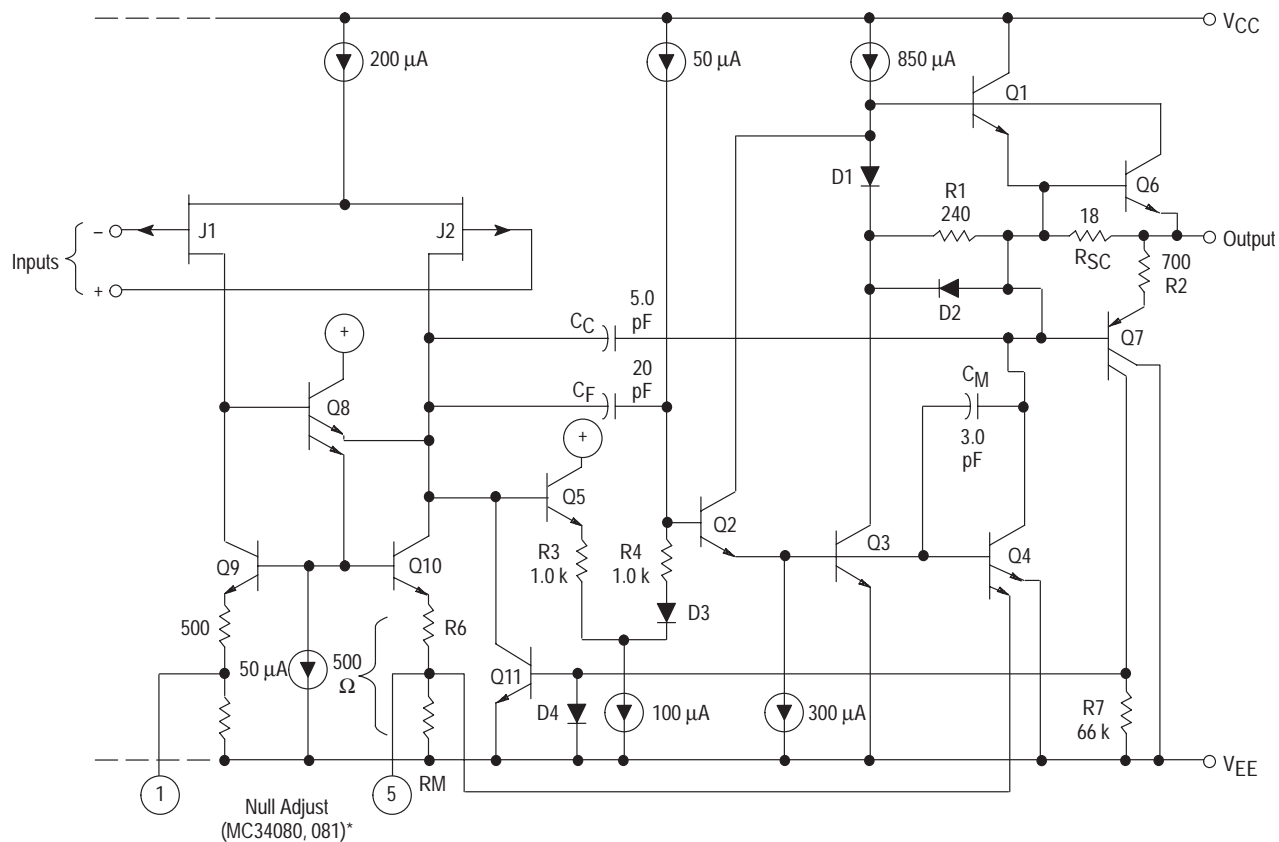 VCC
200 µA
50 µA
850 µA
Q1
D1
R1
240
18
RSC
Q6
Output
700
R2
J1
J2
Inputs
–
+
D2
Q7
CC
5.0
pF
+
Q8
CF
20
pF
CM
3.0
pF
+
Q5
Q2
Q3
Q4
Q9
Q10
R3
1.0 k
R4
1.0 k
D3
500
R6
50 µA
500
Ω
Q11
D4
100 µA
300 µA
R7
66 k
VEE
1
5
RM
Null Adjust
(MC34080, 081)*